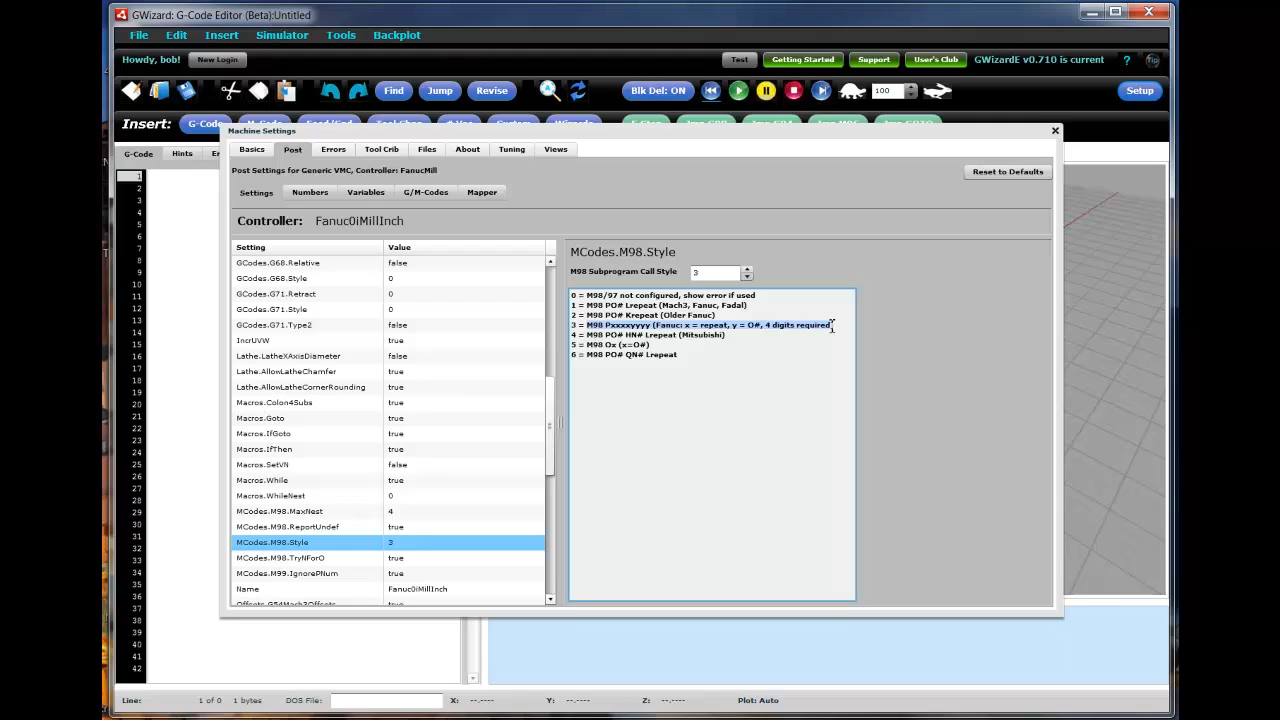 GWizard: G-Code Editor (Beta):Untitled
File Edit Insert Simulator Tools Backplot
Howdy, bob! New Login Test Getting Started Support User's Club GWizardE v0.710 is current ? Tip
Find Jump Revise Blk Del: ON 100 Setup
Insert: G-Code
Machine Settings
G-Code Hints
Basics Post Errors Tool Crib Files About Tuning Views
Post Settings for Generic VMC, Controller: FanucMill
Reset to Defaults
Settings Numbers Variables G/M-Codes Mapper
Controller: Fanuc0iMillInch
Setting Value
GCodes.G68.Relative false
GCodes.G68.Style 0
GCodes.G71.Retract 0
GCodes.G71.Style 0
GCodes.G71.Type2 false
IncrUVW true
Lathe.LatheXAxisDiameter false
Lathe.AllowLatheChamfer true
Lathe.AllowLatheCornerRounding true
Macros.Colon4Subs true
Macros.Goto true
Macros.IfGoto true
Macros.IfThen true
Macros.SetVN false
Macros.While true
Macros.WhileNest 0
MCodes.M98.MaxNest 4
MCodes.M98.ReportUndef true
MCodes.M98.Style 3
MCodes.M98.TryNForO true
MCodes.M99.IgnorePNum true
Name Fanuc0iMillInch
Offsets.G54Mach3Offsets true
MCodes.M98.Style
M98 Subprogram Call Style 3
0 = M98/97 not configured, show error if used
1 = M98 PO# Lrepeat (Mach3, Fanuc, Fadal)
2 = M98 PO# Krepeat (Older Fanuc)
3 = M98 Pxxxxyyyy (Fanuc: x = repeat, y = O#, 4 digits required
4 = M98 PO# HN# Lrepeat (Mitsubishi)
5 = M98 Ox (x=O#)
6 = M98 PO# QN# Lrepeat
1
2
3
4
5
6
7
8
9
10
11
12
13
14
15
16
17
18
19
20
21
22
23
24
25
26
27
28
29
30
31
32
33
34
35
36
37
38
39
40
41
42
Line: 1 of 0 1 bytes DOS File: X: --.---- Y: --.---- Z: --.---- Plot: Auto